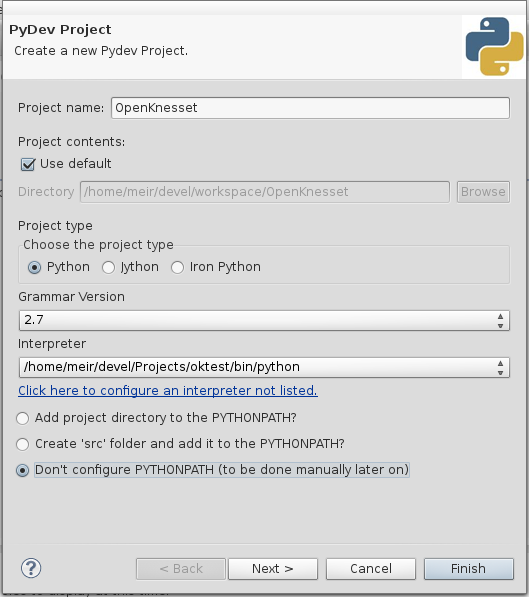 PyDev Project
Create a new Pydev Project.
Project name: OpenKnesset
Project contents:
Use default
Directory /home/meir/devel/workspace/OpenKnesset Browse
Project type
Choose the project type
Python Jython Iron Python
Grammar Version
2.7
Interpreter
/home/meir/devel/Projects/oktest/bin/python
Click here to configure an interpreter not listed.
Add project directory to the PYTHONPATH?
Create 'src' folder and add it to the PYTHONPATH?
Don't configure PYTHONPATH (to be done manually later on)
? < Back Next > Cancel Finish